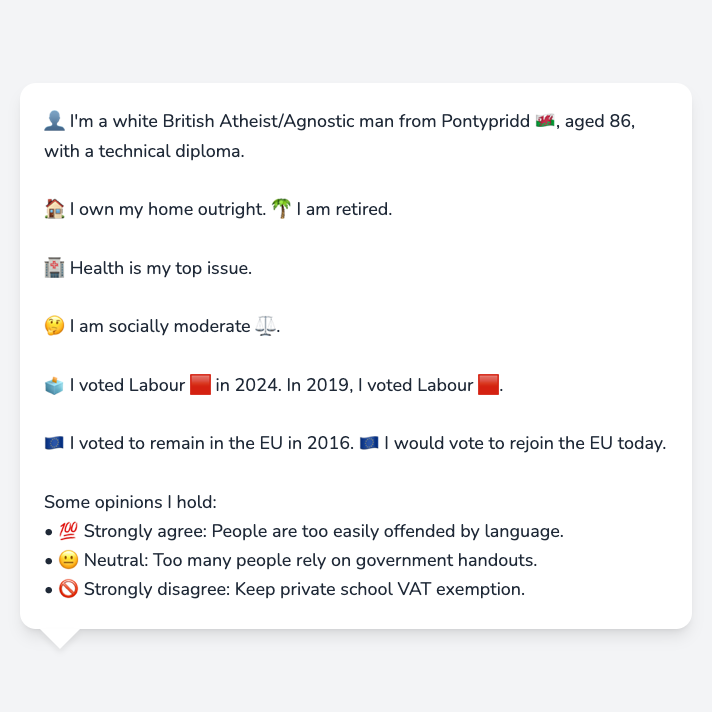 👤 I'm a white British Atheist/Agnostic man from Pontypridd 🏴󠁧󠁢󠁷󠁬󠁳󠁿, aged 86,
with a technical diploma.
🏠 I own my home outright. 🌴 I am retired.
🏥 Health is my top issue.
🤔 I am socially moderate ⚖️.
🗳️ I voted Labour 🟥 in 2024. In 2019, I voted Labour 🟥.
🇪🇺 I voted to remain in the EU in 2016. 🇪🇺 I would vote to rejoin the EU today.
Some opinions I hold:
• 💯 Strongly agree: People are too easily offended by language.
• 😐 Neutral: Too many people rely on government handouts.
• 🚫 Strongly disagree: Keep private school VAT exemption.